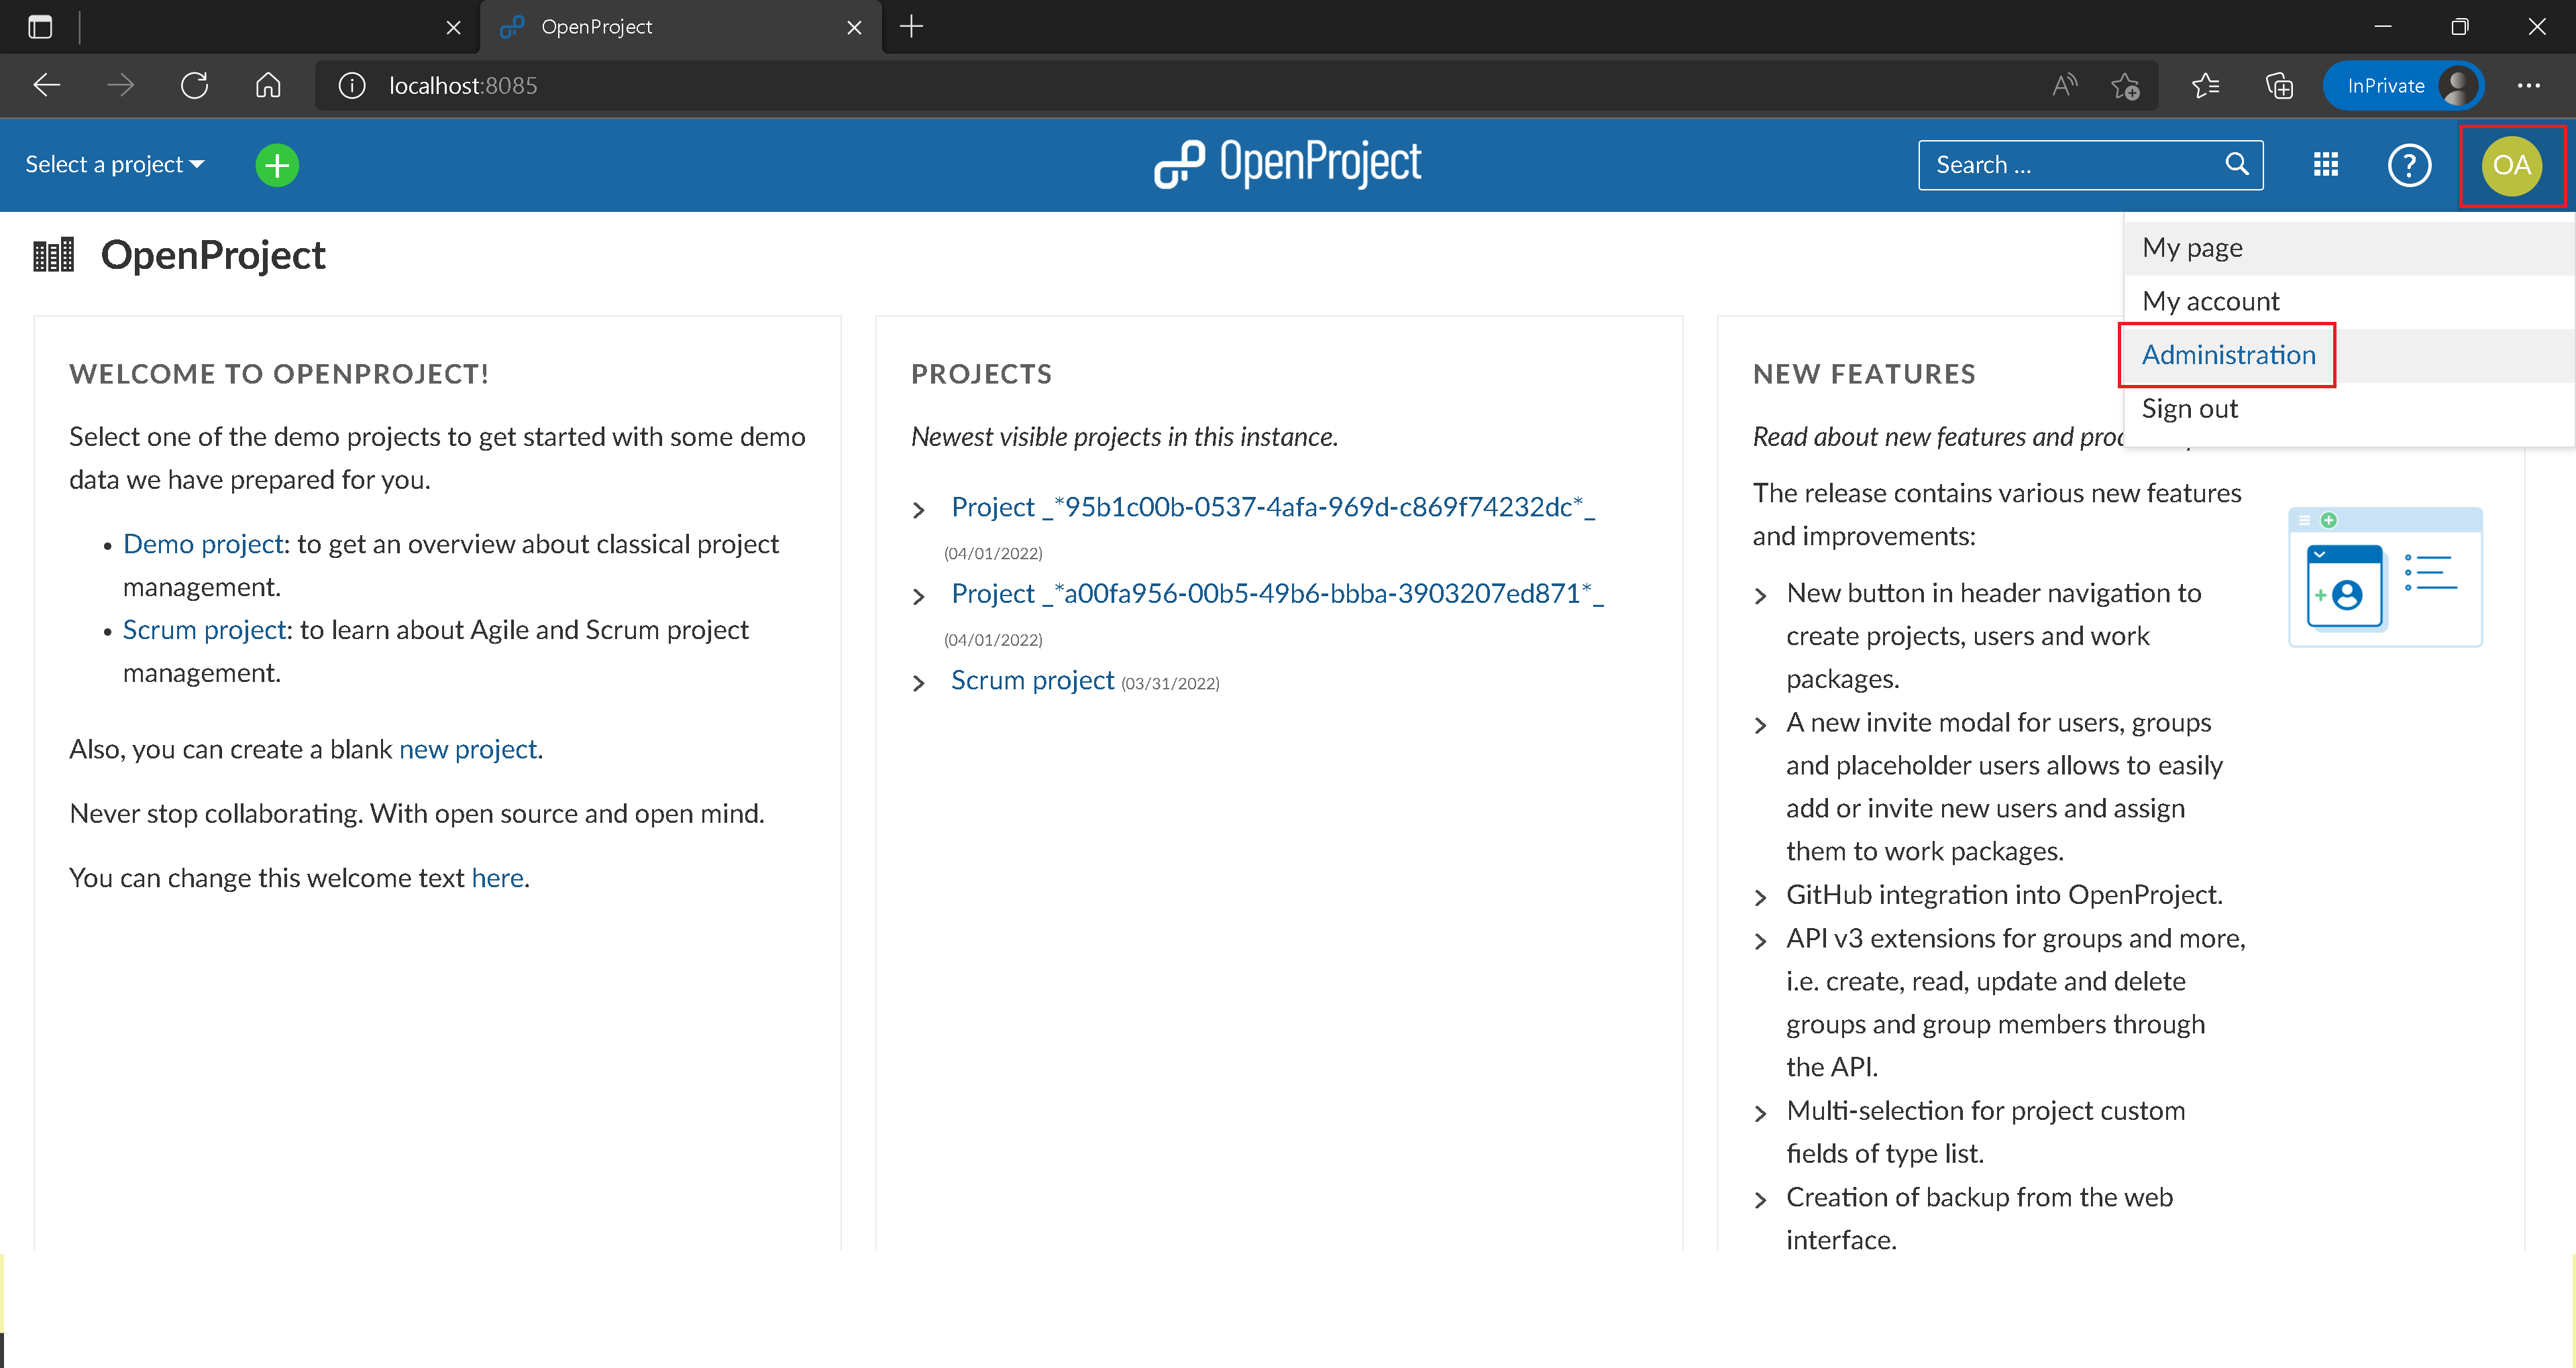 OpenProject
localhost:8085
InPrivate
Select a project
OpenProject
Search ...
?
OA
OpenProject
My page
My account
Administration
Sign out
WELCOME TO OPENPROJECT!
Select one of the demo projects to get started with some demo
data we have prepared for you.
• Demo project: to get an overview about classical project
management.
• Scrum project: to learn about Agile and Scrum project
management.
Also, you can create a blank new project.
Never stop collaborating. With open source and open mind.
You can change this welcome text here.
PROJECTS
Newest visible projects in this instance.
Project _*95b1c00b-0537-4afa-969d-c869f74232dc*_
(04/01/2022)
Project _*a00fa956-00b5-49b6-bbba-3903207ed871*_
(04/01/2022)
Scrum project (03/31/2022)
NEW FEATURES
Read about new features and
The release contains various new features
and improvements:
New button in header navigation to
create projects, users and work
packages.
A new invite modal for users, groups
and placeholder users allows to easily
add or invite new users and assign
them to work packages.
GitHub integration into OpenProject.
API v3 extensions for groups and more,
i.e. create, read, update and delete
groups and group members through
the API.
Multi-selection for project custom
fields of type list.
Creation of backup from the web
interface.